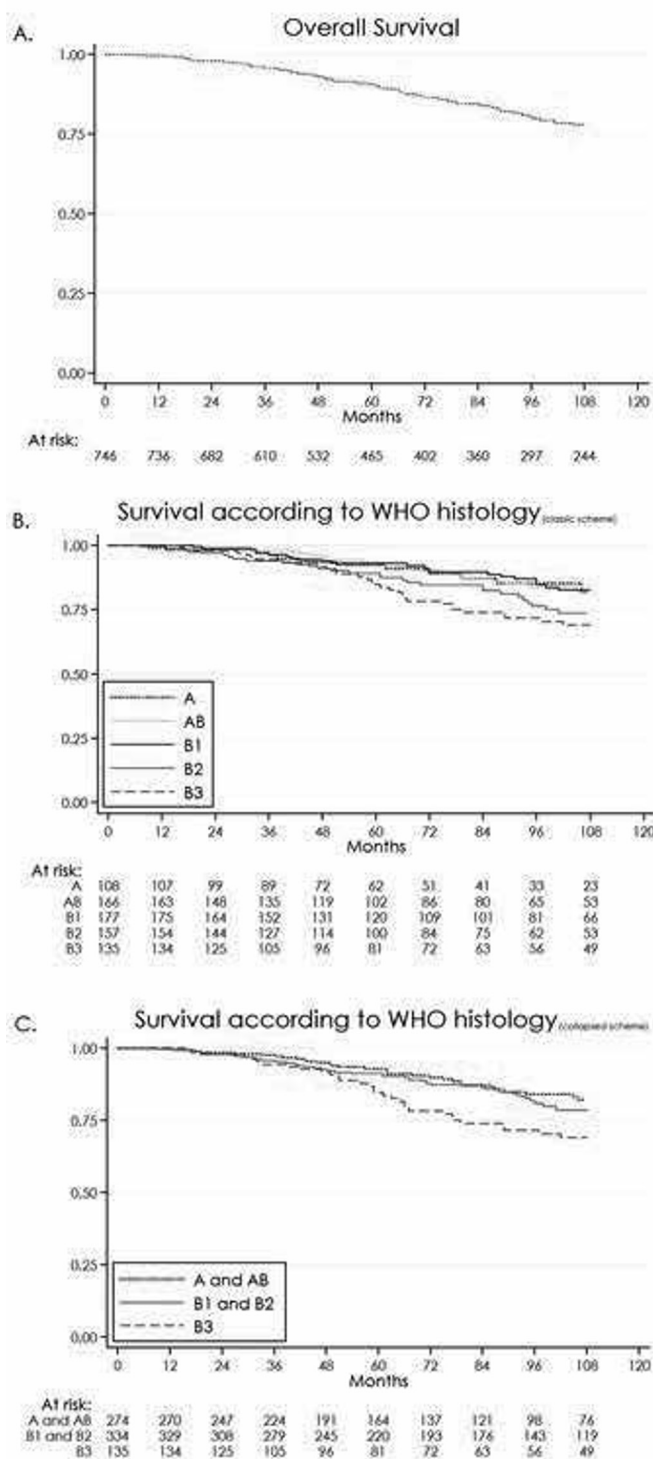 A. Overall Survival
1.00
0.75
0.50
0.25
0.00
0 12 24 36 48 60 72 84 96 108 120
Months
At risk:
746 736 682 610 532 465 402 360 297 244
B. Survival according to WHO histology (classic scheme)
1.00
0.75
0.50
A
AB
B1
B2
B3
0.25
0.00
0 12 24 36 48 60 72 84 96 108 120
Months
At risk:
A 108 107 99 89 72 62 51 41 33 23
AB 166 163 148 135 119 102 86 80 65 53
B1 177 175 164 152 131 120 109 101 81 66
B2 157 154 144 127 114 100 84 75 62 53
B3 135 134 125 105 96 81 72 63 56 49
C. Survival according to WHO histology (collapsed scheme)
1.00
0.75
0.50
0.25
A and AB
B1 and B2
B3
0.00
0 12 24 36 48 60 72 84 96 108 120
Months
At risk:
A and AB 274 270 247 224 191 164 137 121 98 76
B1 and B2 334 329 308 279 245 220 193 176 143 119
B3 135 134 125 105 96 81 72 63 56 49